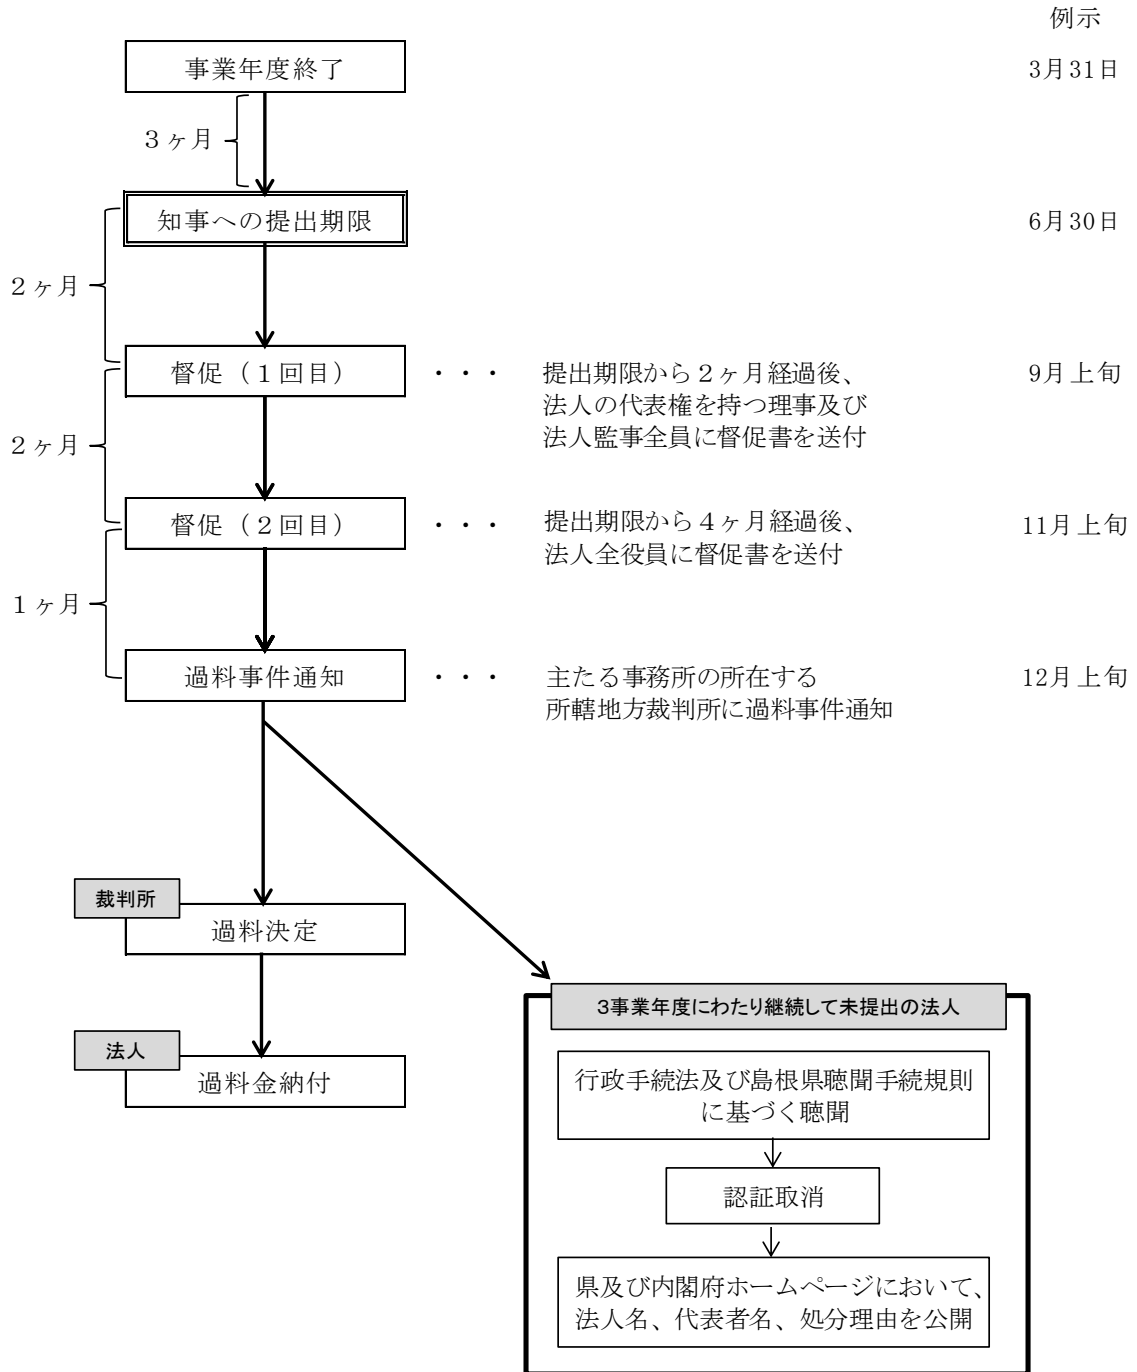 例示
事業年度終了
3月31日
３ヶ月
知事への提出期限
6月30日
２ヶ月
督促（１回目）
・・・
提出期限から２ヶ月経過後、
法人の代表権を持つ理事及び
法人監事全員に督促書を送付
9月上旬
２ヶ月
督促（２回目）
・・・
提出期限から４ヶ月経過後、
法人全役員に督促書を送付
11月上旬
１ヶ月
過料事件通知
・・・
主たる事務所の所在する
所轄地方裁判所に過料事件通知
12月上旬
裁判所
過料決定
法人
過料金納付
3事業年度にわたり継続して未提出の法人
行政手続法及び島根県聴聞手続規則
に基づく聴聞
認証取消
県及び内閣府ホームページにおいて、
法人名、代表者名、処分理由を公開